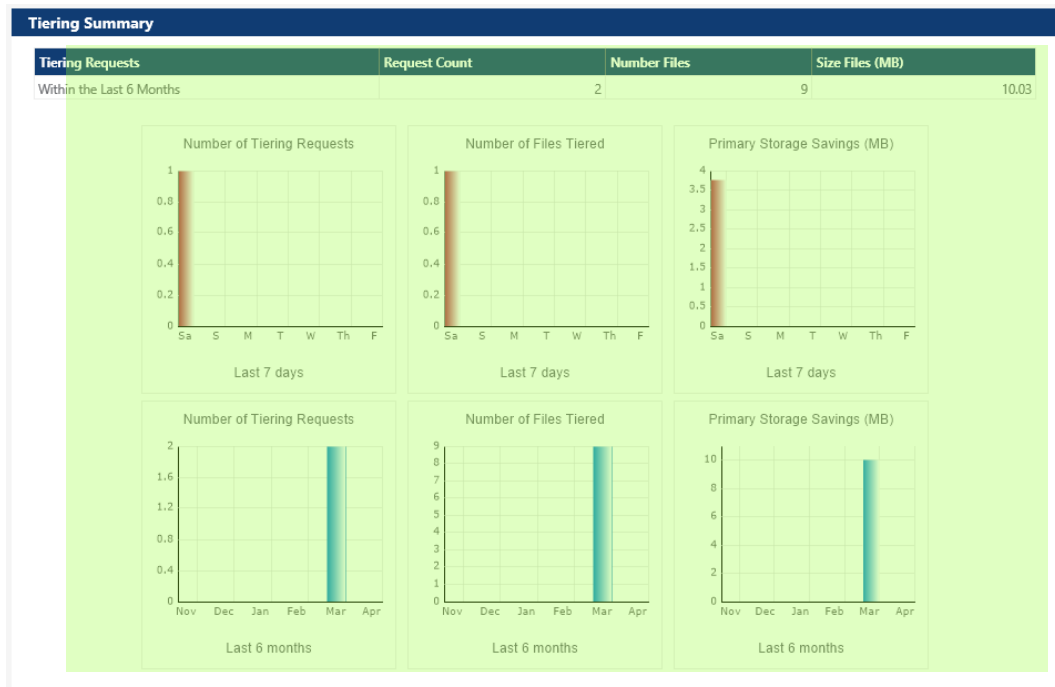 Tiering Summary
Tiering Requests Request Count Number Files Size Files (MB)
Within the Last 6 Months 2 9 10.03
Number of Tiering Requests
1
0.8
0.6
0.4
0.2
0
Sa S M T W Th F
Last 7 days
Number of Files Tiered
1
0.8
0.6
0.4
0.2
0
Sa S M T W Th F
Last 7 days
Primary Storage Savings (MB)
4
3.5
3
2.5
2
1.5
1
0.5
0
Sa S M T W Th F
Last 7 days
Number of Tiering Requests
2
1.6
1.2
0.8
0.4
0
Nov Dec Jan Feb Mar Apr
Last 6 months
Number of Files Tiered
9
8
7
6
5
4
3
2
1
0
Nov Dec Jan Feb Mar Apr
Last 6 months
Primary Storage Savings (MB)
10
8
6
4
2
0
Nov Dec Jan Feb Mar Apr
Last 6 months